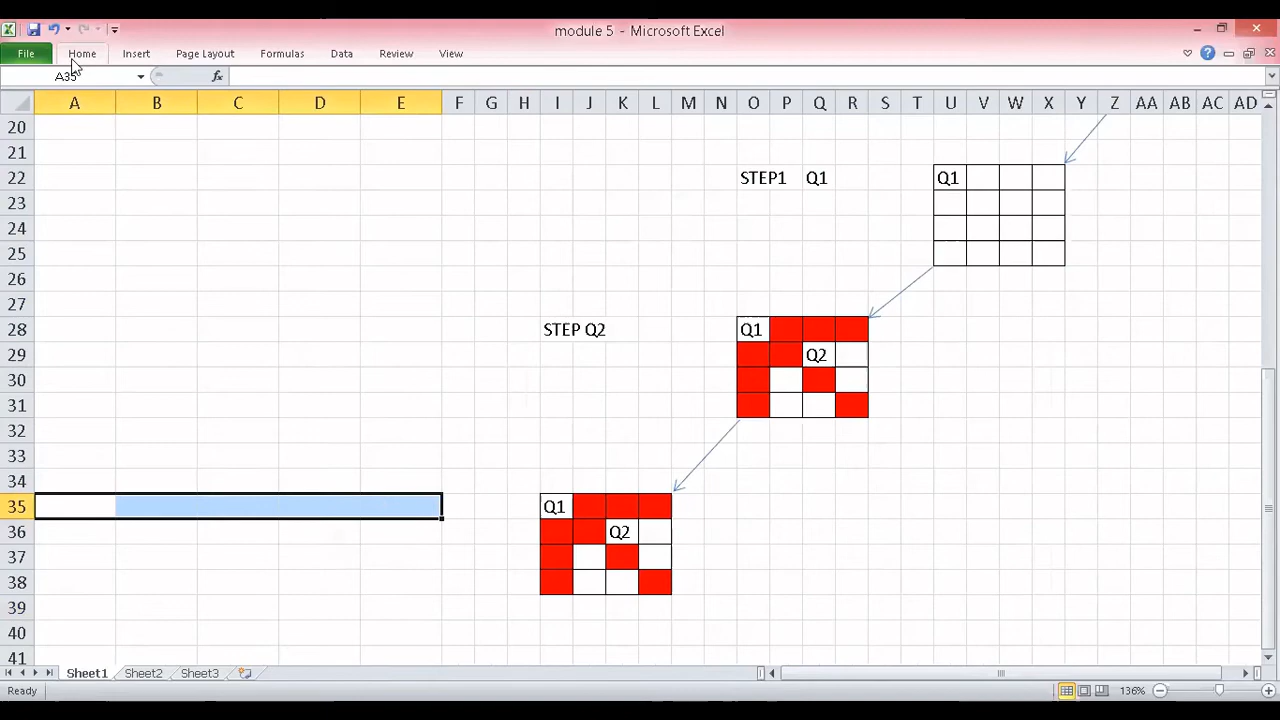 module 5 - Microsoft Excel
File Home Insert Page Layout Formulas Data Review View
A35 fx
A B C D E F G H I J K L M N O P Q R S T U V W X Y Z AA AB AC AD
20
21
22 STEP1 Q1 Q1
23
24
25
26
27
28 STEP Q2 Q1
29 Q2
30
31
32
33
34
35 Q1
36 Q2
37
38
39
40
41
Sheet1 Sheet2 Sheet3
Ready 136%